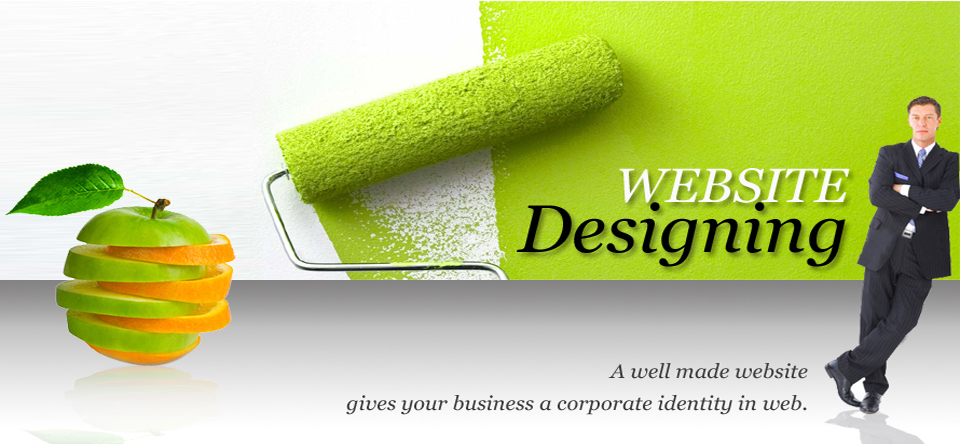 WEBSITE
Designing
A well made website
gives your business a corporate identity in web.